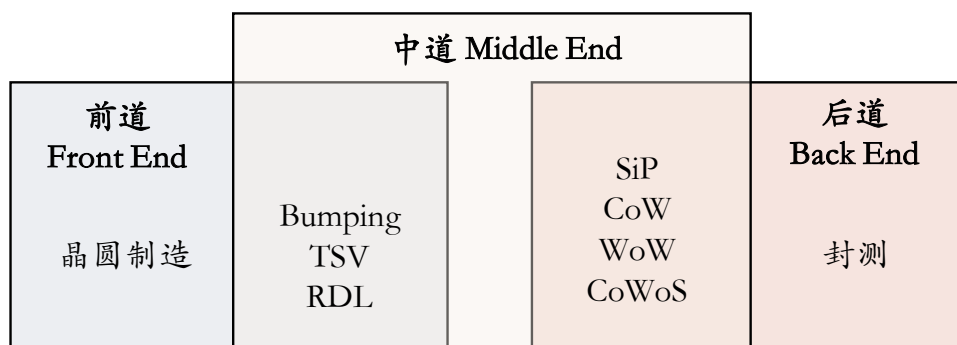 中道 Middle End
前道
Front End
晶圆制造
Bumping
TSV
RDL
SiP
CoW
WoW
CoWoS
后道
Back End
封测